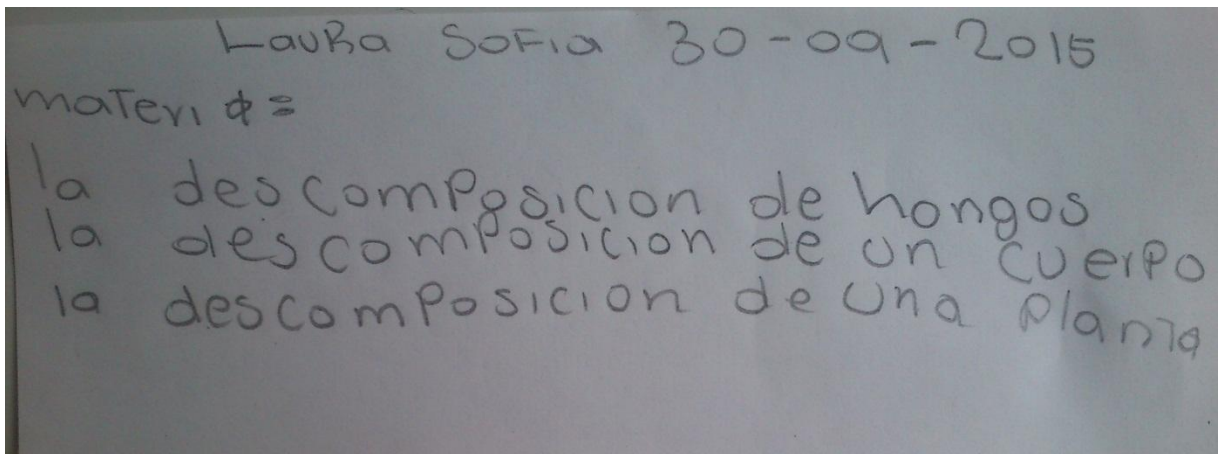 LauRa SoFia 30-09-2015
materia=
la descomposicion de hongos
la descomposicion de un cuerpo
la descomposicion de una planta